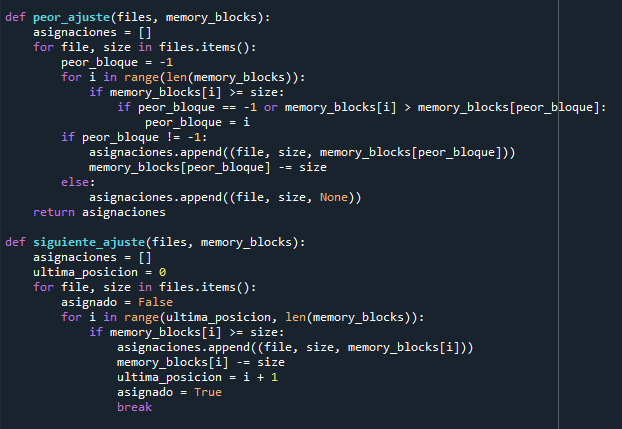 def peor_ajuste(files, memory_blocks):
    asignaciones = []
    for file, size in files.items():
        peor_bloque = -1
        for i in range(len(memory_blocks)):
            if memory_blocks[i] >= size:
                if peor_bloque == -1 or memory_blocks[i] > memory_blocks[peor_bloque]:
                    peor_bloque = i
        if peor_bloque != -1:
            asignaciones.append((file, size, memory_blocks[peor_bloque]))
            memory_blocks[peor_bloque] -= size
        else:
            asignaciones.append((file, size, None))
    return asignaciones

def siguiente_ajuste(files, memory_blocks):
    asignaciones = []
    ultima_posicion = 0
    for file, size in files.items():
        asignado = False
        for i in range(ultima_posicion, len(memory_blocks)):
            if memory_blocks[i] >= size:
                asignaciones.append((file, size, memory_blocks[i]))
                memory_blocks[i] -= size
                ultima_posicion = i + 1
                asignado = True
                break